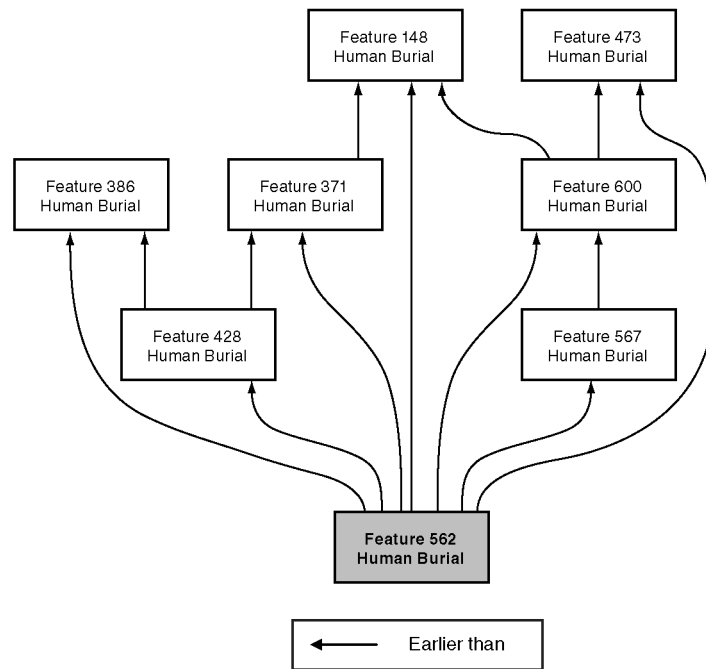 Feature 148
Human Burial
Feature 473
Human Burial
Feature 386
Human Burial
Feature 371
Human Burial
Feature 600
Human Burial
Feature 428
Human Burial
Feature 567
Human Burial
Feature 562
Human Burial
Earlier than